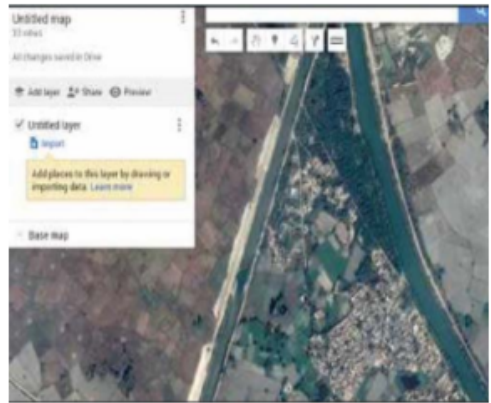 Untitled map
All changes saved in Drive
Add layer Share Preview
Untitled layer
Import
Add places to this layer by drawing or
importing data. Learn more
Base map